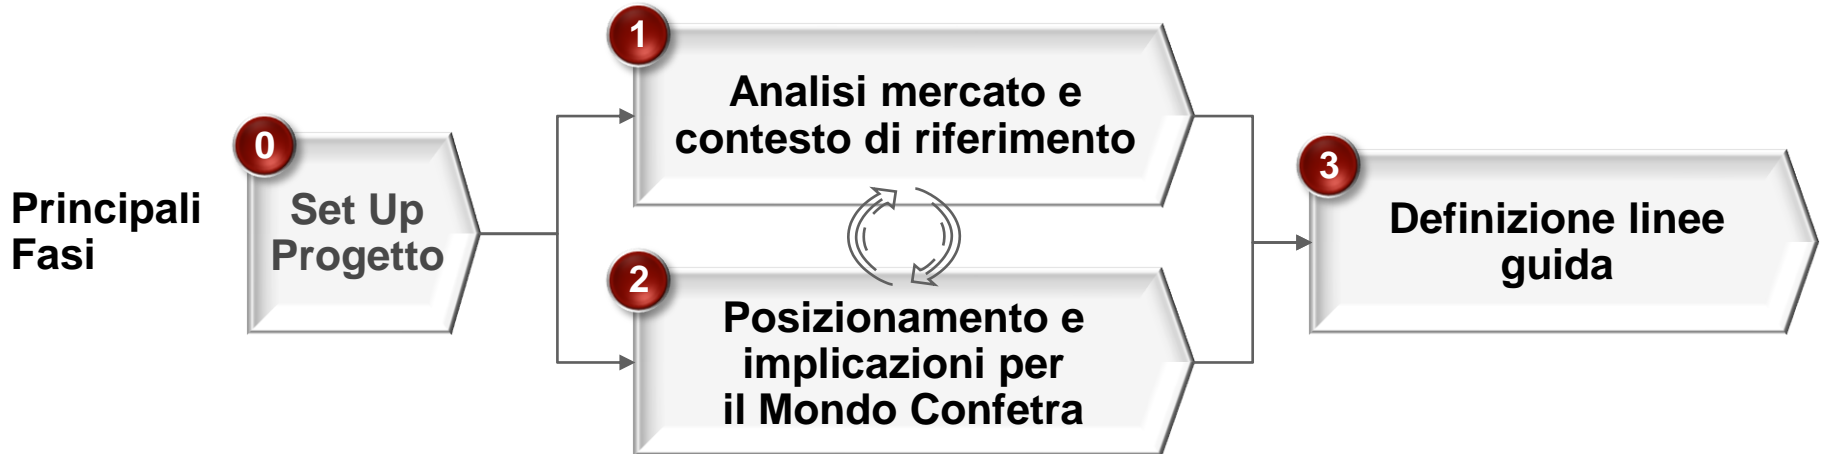 Principali
Fasi
0
Set Up
Progetto
1
Analisi mercato e
contesto di riferimento
2
Posizionamento e
implicazioni per
il Mondo Confetra
3
Definizione linee
guida